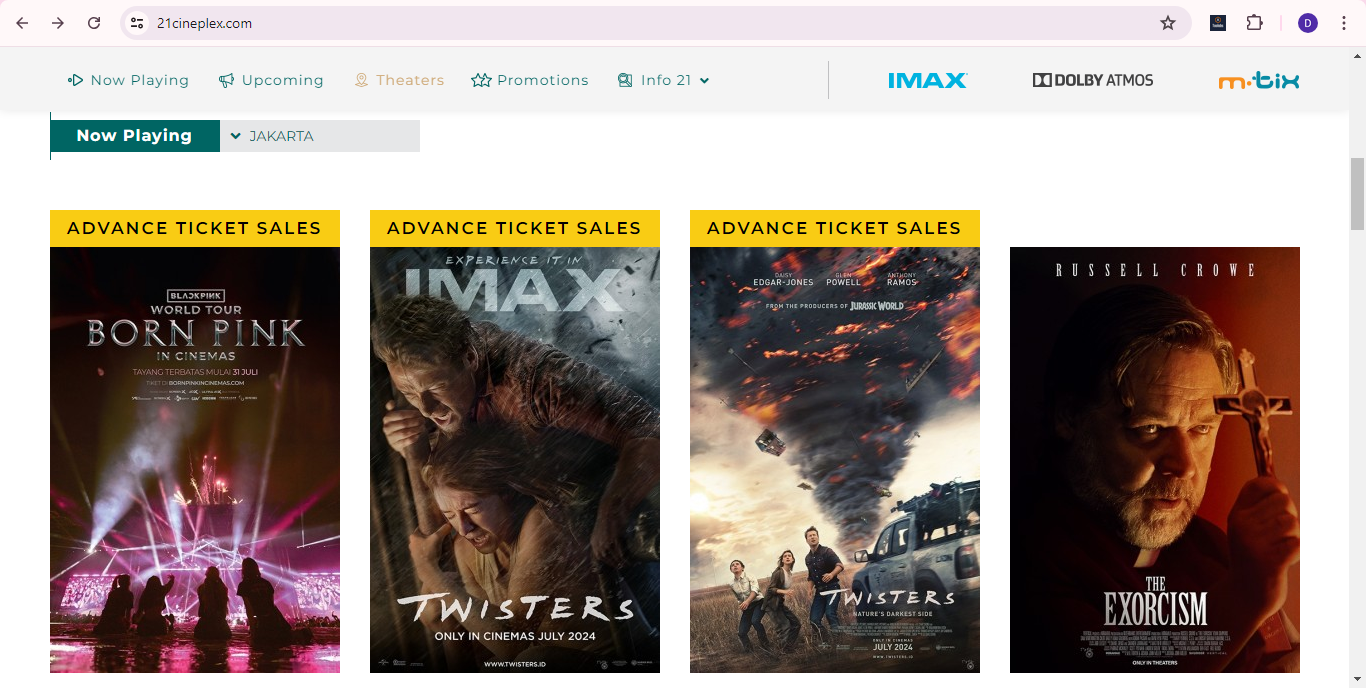 21cineplex.com
D
Now Playing
Upcoming
Theaters
Promotions
Info 21
IMAX
DOLBY ATMOS
m.tix
Now Playing
JAKARTA
ADVANCE TICKET SALES
BLACKPINK
WORLD TOUR
BORN PINK
IN CINEMAS
TAYANG TERBATAS MULAI 31 JULI
TIKET DI BORNPINKINCINEMAS.COM
ADVANCE TICKET SALES
EXPERIENCE IT IN
IMAX
TWISTERS
ONLY IN CINEMAS JULY 2024
WWW.TWISTERS.ID
ADVANCE TICKET SALES
DAISY EDGAR-JONES
GLEN POWELL
ANTHONY RAMOS
FROM THE PRODUCERS OF JURASSIC WORLD
TWISTERS
NATURE'S DARKEST SIDE
ONLY IN CINEMAS
JULY 2024
WWW.TWISTERS.ID
RUSSELL CROWE
THE
EXORCISM
ONLY IN THEATERS